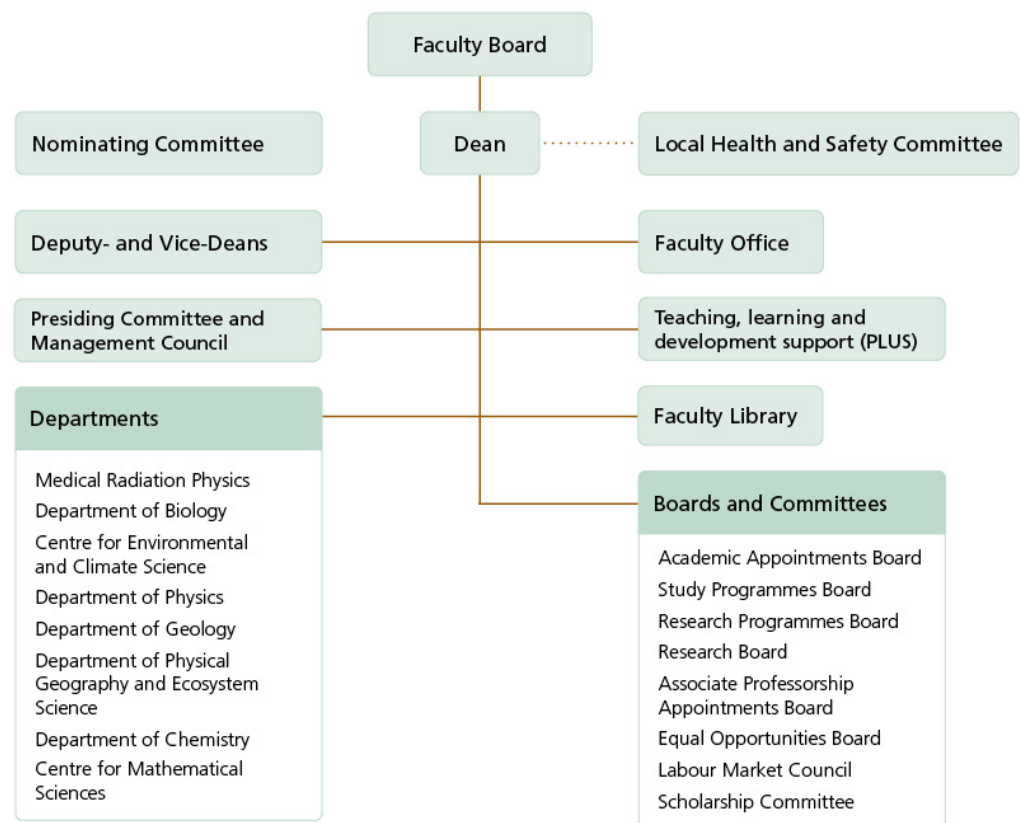 Faculty Board
Nominating Committee
Dean
Local Health and Safety Committee
Deputy- and Vice-Deans
Faculty Office
Presiding Committee and
Management Council
Teaching, learning and
development support (PLUS)
Departments
Medical Radiation Physics
Department of Biology
Centre for Environmental
and Climate Science
Department of Physics
Department of Geology
Department of Physical
Geography and Ecosystem
Science
Department of Chemistry
Centre for Mathematical
Sciences
Faculty Library
Boards and Committees
Academic Appointments Board
Study Programmes Board
Research Programmes Board
Research Board
Associate Professorship
Appointments Board
Equal Opportunities Board
Labour Market Council
Scholarship Committee